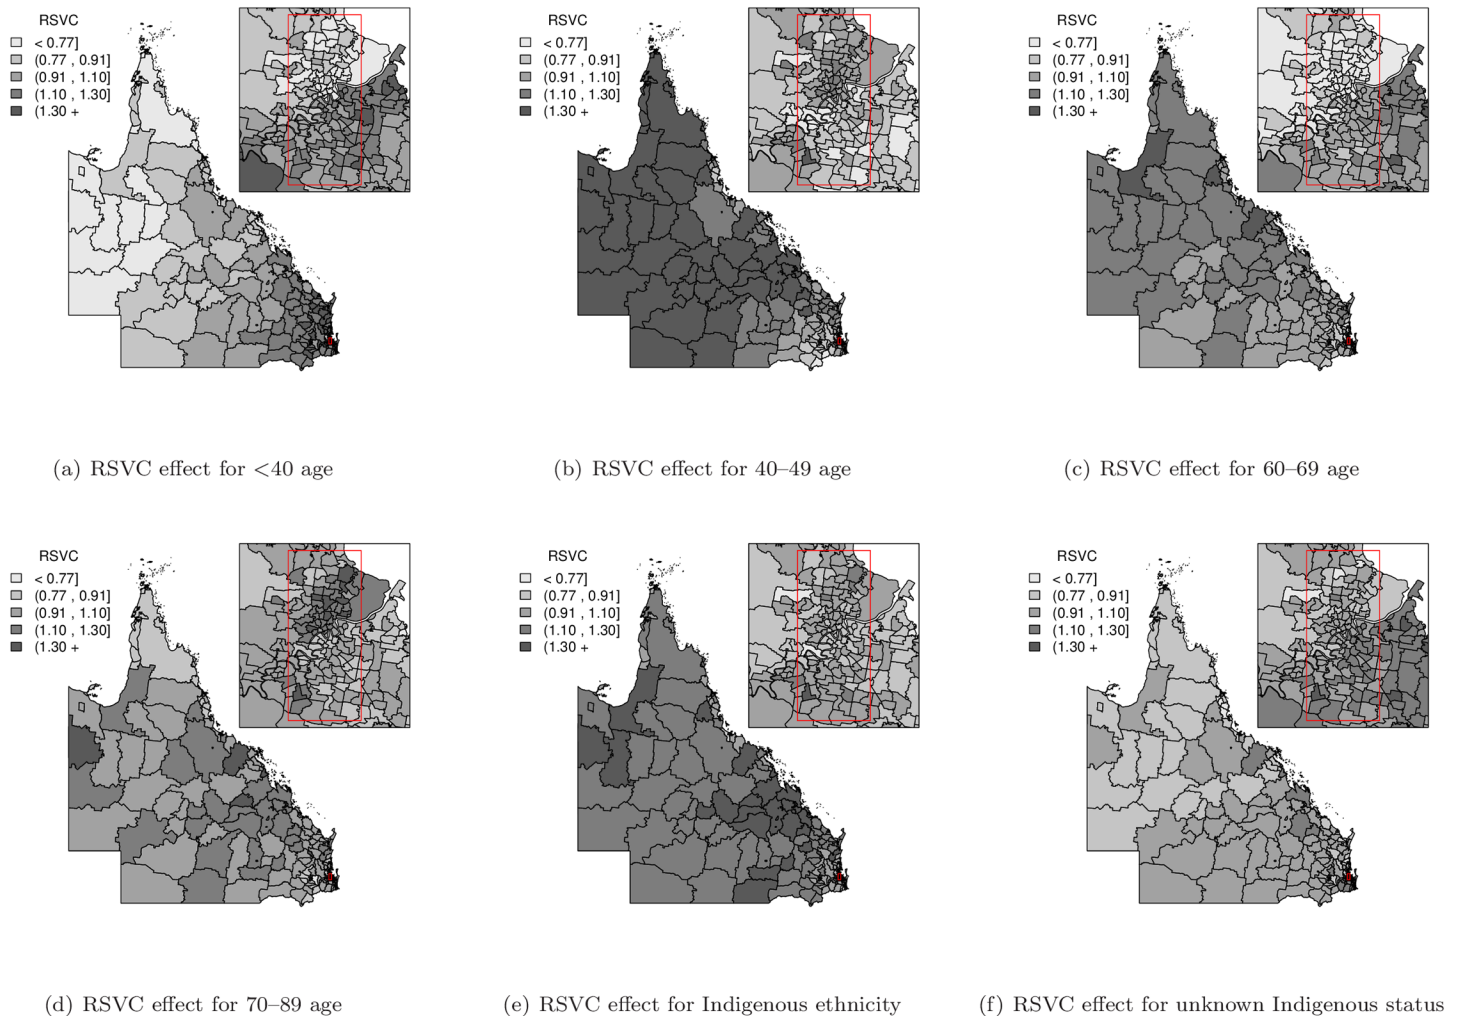 RSVC
< 0.77]
(0.77 , 0.91]
(0.91 , 1.10]
(1.10 , 1.30]
(1.30 +
RSVC
< 0.77]
(0.77 , 0.91]
(0.91 , 1.10]
(1.10 , 1.30]
(1.30 +
RSVC
< 0.77]
(0.77 , 0.91]
(0.91 , 1.10]
(1.10 , 1.30]
(1.30 +
(a) RSVC effect for <40 age
(b) RSVC effect for 40–49 age
(c) RSVC effect for 60–69 age
RSVC
< 0.77]
(0.77 , 0.91]
(0.91 , 1.10]
(1.10 , 1.30]
(1.30 +
RSVC
< 0.77]
(0.77 , 0.91]
(0.91 , 1.10]
(1.10 , 1.30]
(1.30 +
RSVC
< 0.77]
(0.77 , 0.91]
(0.91 , 1.10]
(1.10 , 1.30]
(1.30 +
(d) RSVC effect for 70–89 age
(e) RSVC effect for Indigenous ethnicity
(f) RSVC effect for unknown Indigenous status